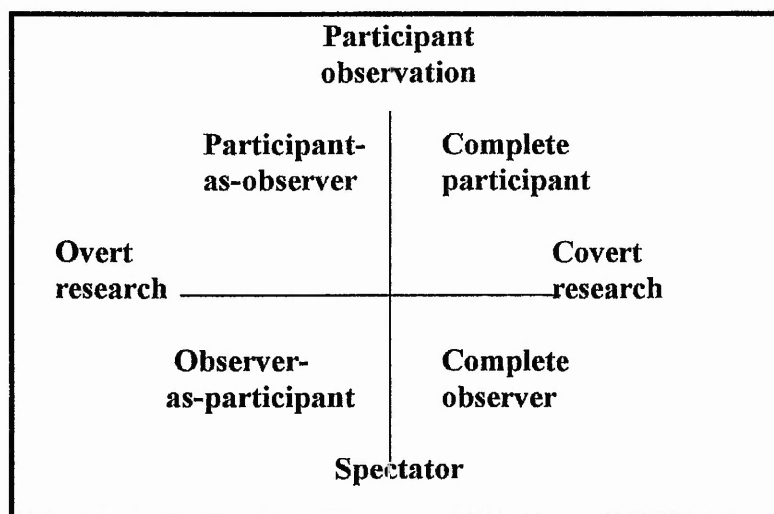 Participant
observation
Participant-
as-observer
Complete
participant
Overt
research
Covert
research
Observer-
as-participant
Complete
observer
Spectator